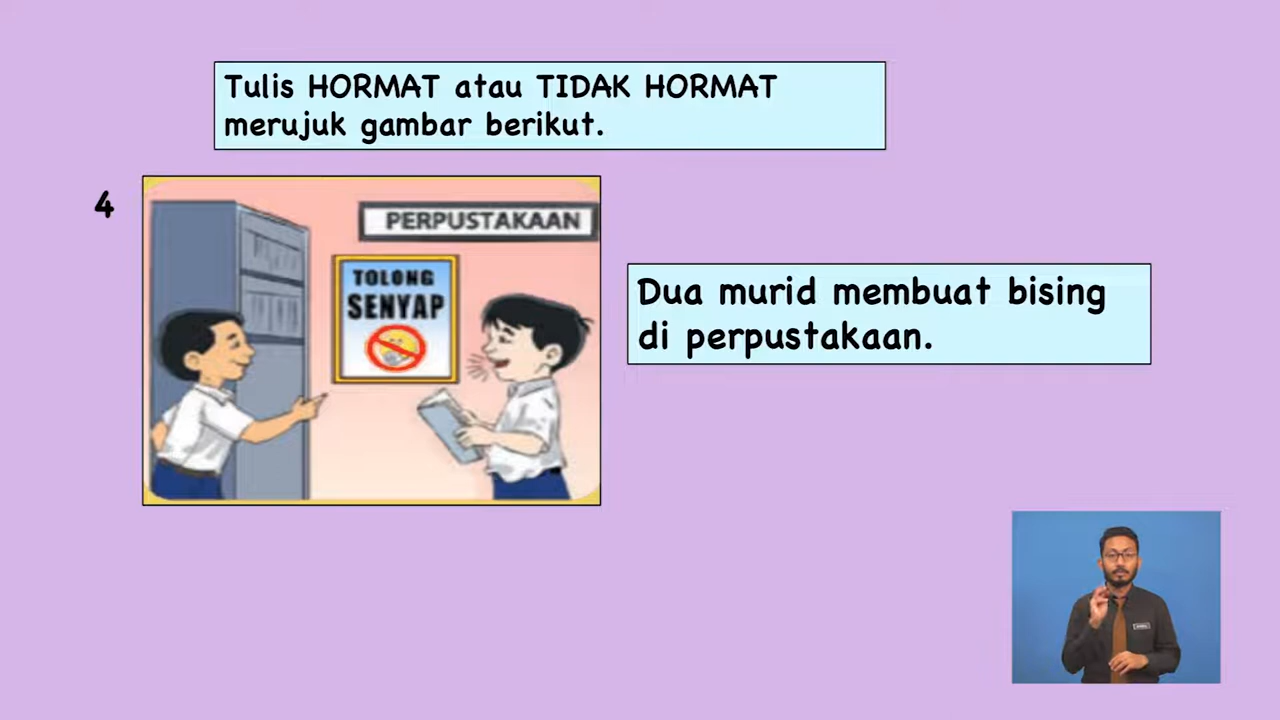 Tulis HORMAT atau TIDAK HORMAT
merujuk gambar berikut.
4
PERPUSTAKAAN
TOLONG
SENYAP
Dua murid membuat bising
di perpustakaan.